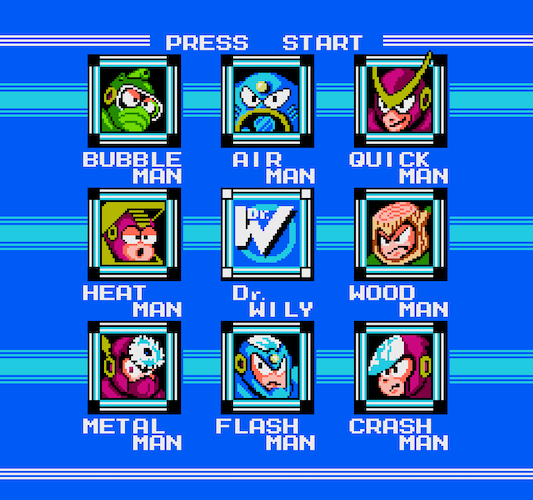 PRESS START
BUBBLE MAN
AIR MAN
QUICK MAN
HEAT MAN
Dr. W
Dr. WILY
WOOD MAN
METAL MAN
FLASH MAN
CRASH MAN